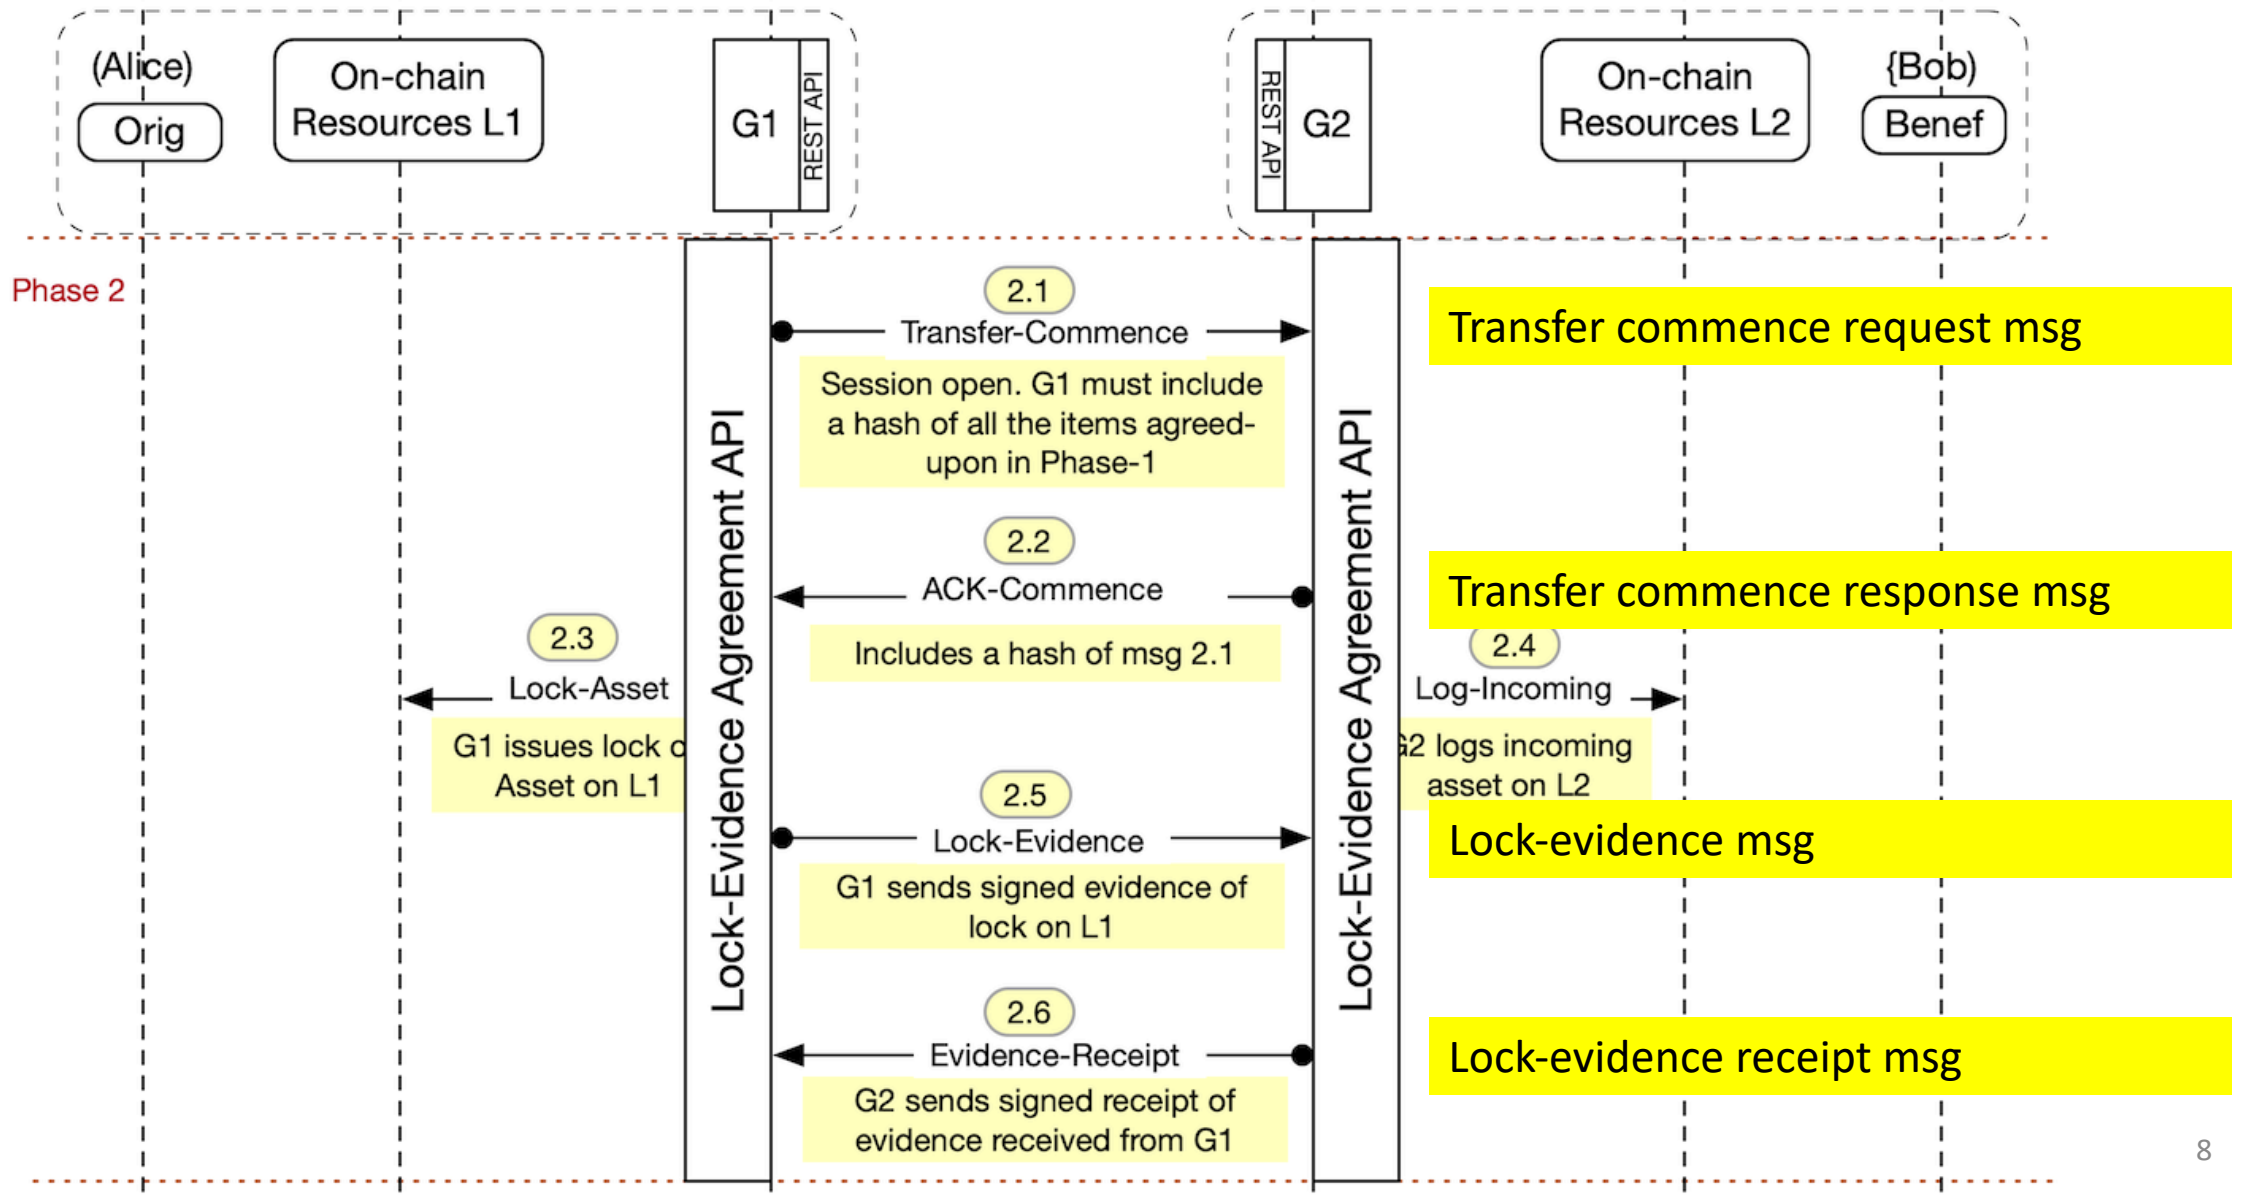 (Alice)
Orig
On-chain
Resources L1
G1
REST API
REST API
G2
On-chain
Resources L2
{Bob)
Benef
Phase 2
2.1
Transfer-Commence
Session open. G1 must include
a hash of all the items agreed-
upon in Phase-1
Transfer commence request msg
Lock-Evidence Agreement API
Lock-Evidence Agreement API
2.2
ACK-Commence
Includes a hash of msg 2.1
Transfer commence response msg
2.3
Lock-Asset
G1 issues lock
Asset on L1
2.4
Log-Incoming
logs incoming
asset on L2
2.5
Lock-Evidence
G1 sends signed evidence of
lock on L1
Lock-evidence msg
2.6
Evidence-Receipt
G2 sends signed receipt of
evidence received from G1
Lock-evidence receipt msg
8